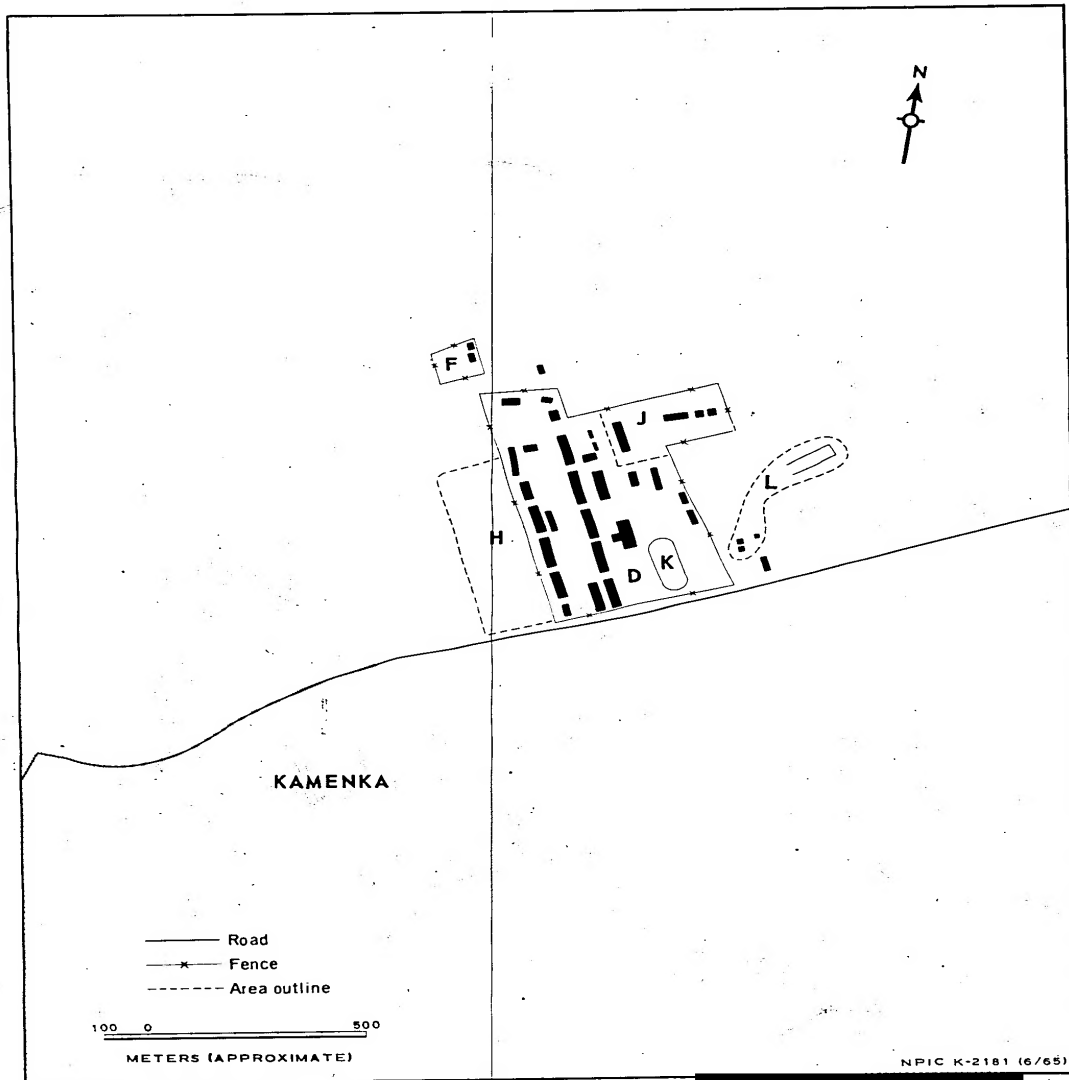 N
F
J
L
H
K
D
KAMENKA
Road
Fence
Area outline
100 0 500
METERS (APPROXIMATE)
NPIC K-2181 (6/65)